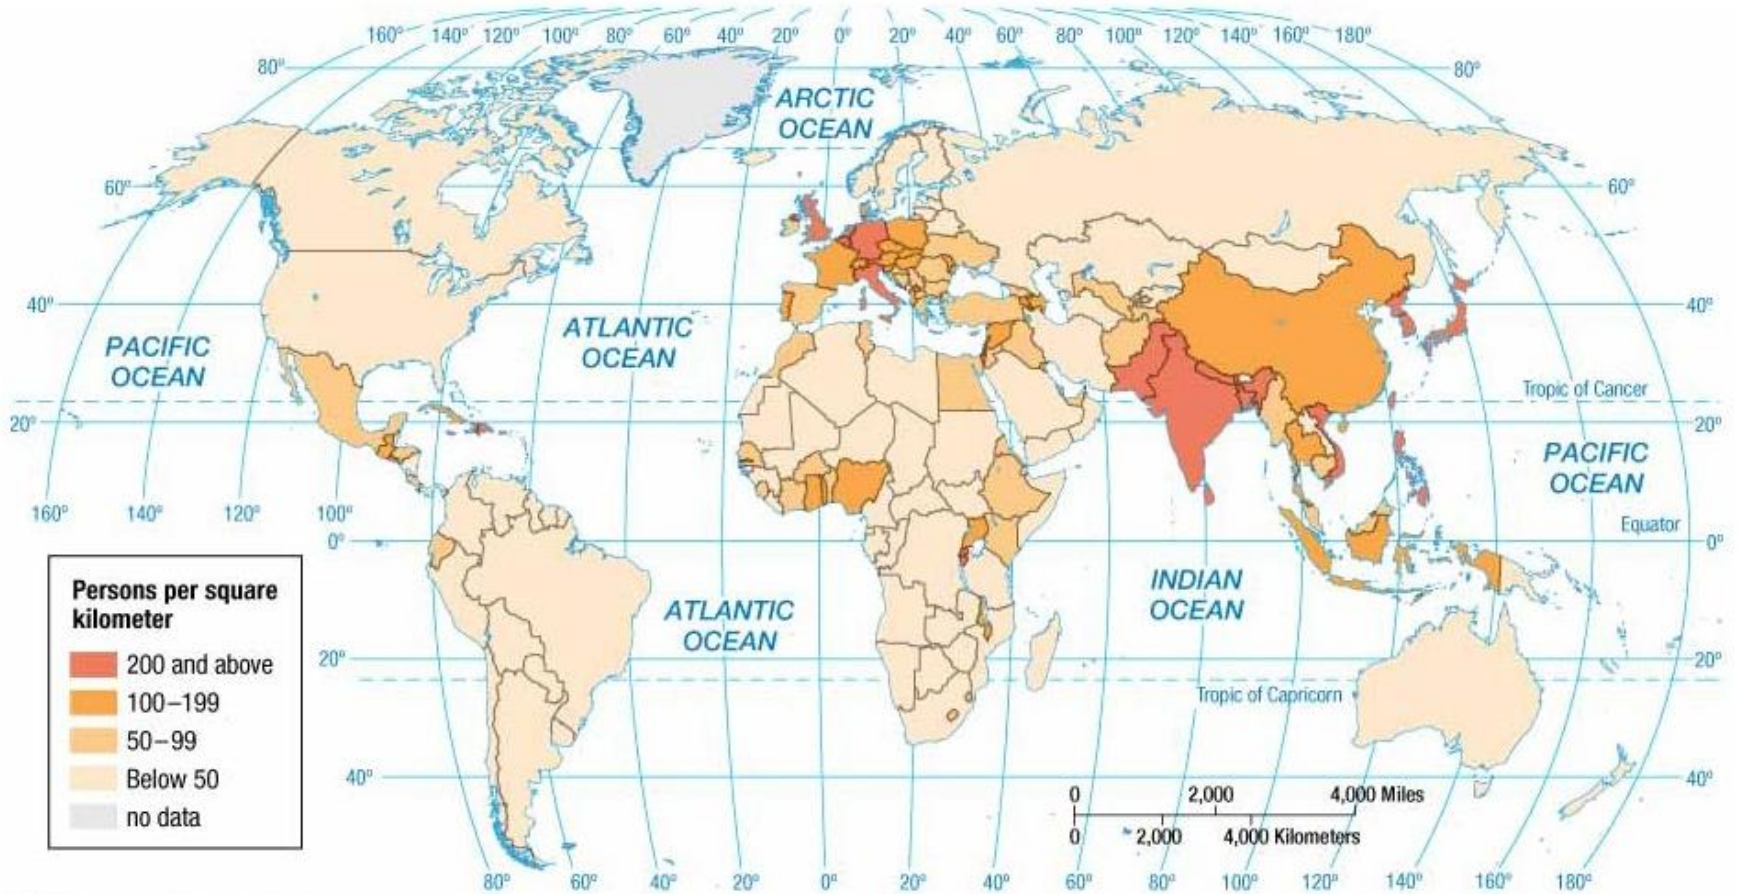 160° 140° 120° 100° 80° 60° 40° 20° 0° 20° 40° 60° 80° 100° 120° 140° 160° 180°
80° 80°
ARCTIC
OCEAN
60° 60°
40° 40°
PACIFIC
OCEAN
ATLANTIC
OCEAN
Tropic of Cancer
20° 20°
PACIFIC
OCEAN
160° 140° 120° 100°
Equator
0° 0°
INDIAN
OCEAN
ATLANTIC
OCEAN
20° 20°
Tropic of Capricorn
40° 40°
Persons per square
kilometer
200 and above
100–199
50–99
Below 50
no data
0 2,000 4,000 Miles
0 2,000 4,000 Kilometers
80° 60° 40° 20° 0° 20° 40° 60° 80° 100° 120° 140° 160° 180°